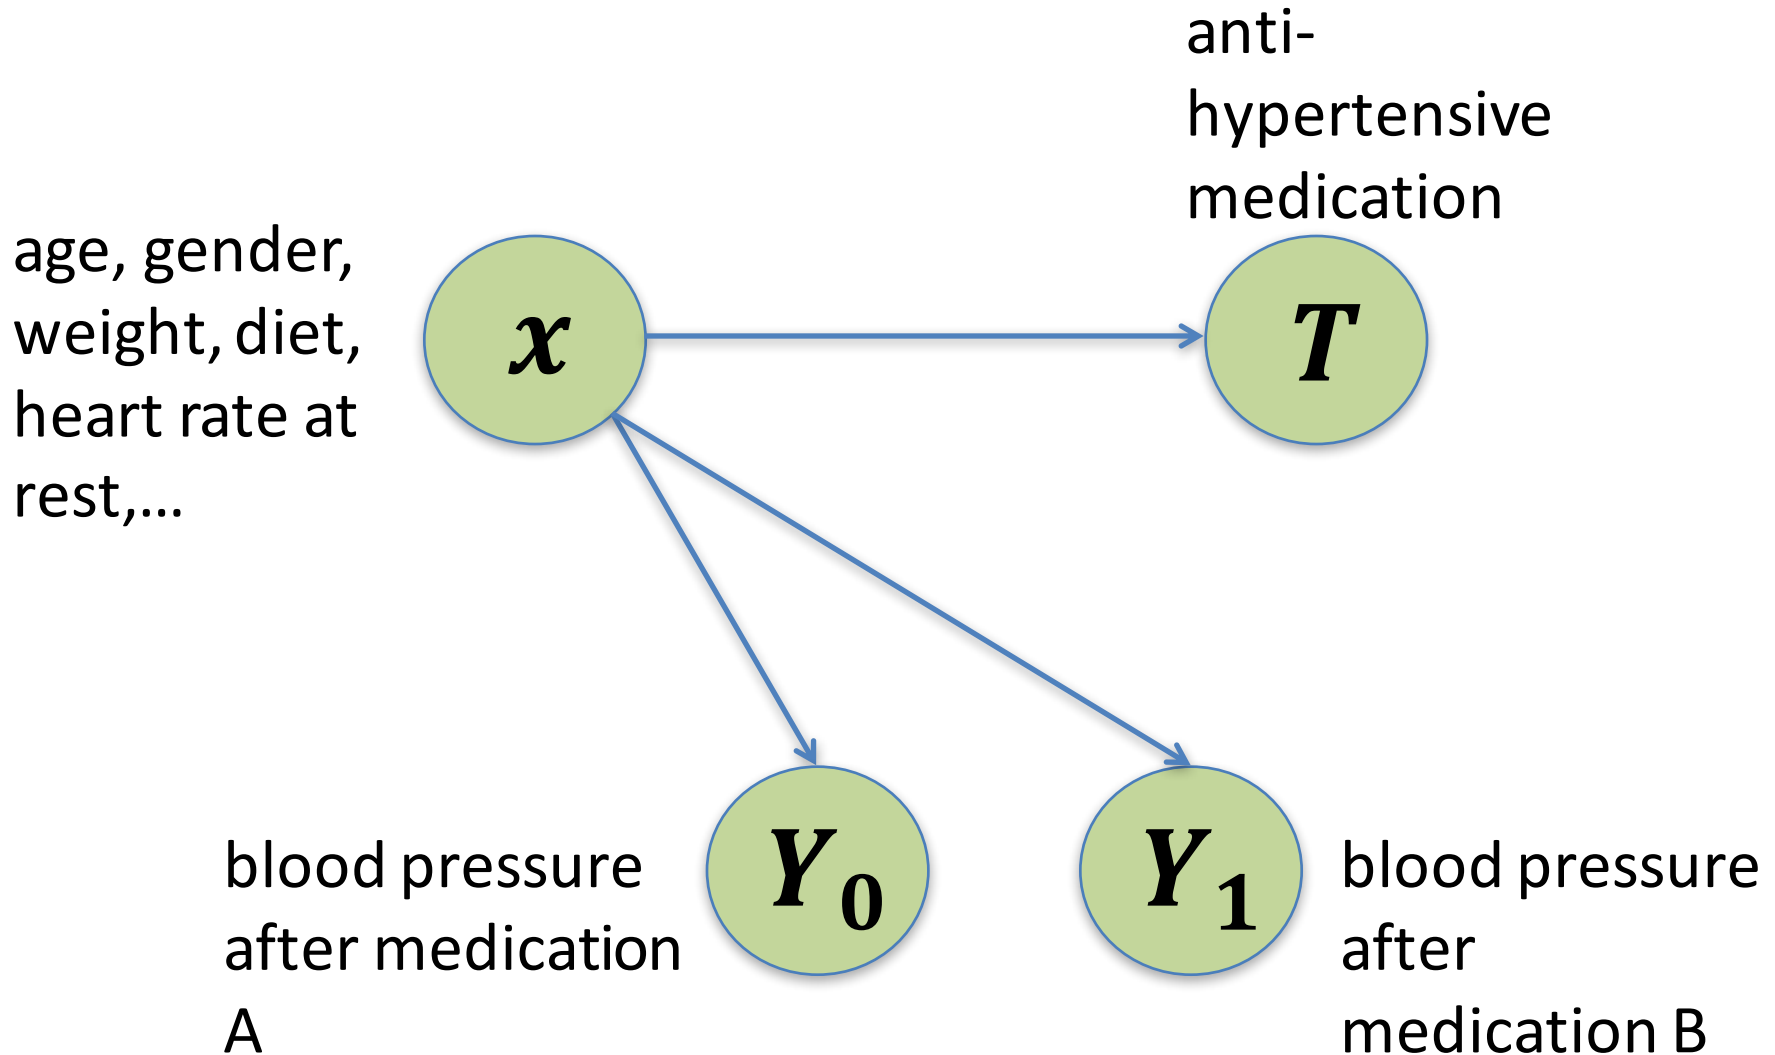 anti-
hypertensive
medication
age, gender,
weight, diet,
heart rate at
rest,...
x
T
Y0
Y1
blood pressure
after medication
A
blood pressure
after
medication B